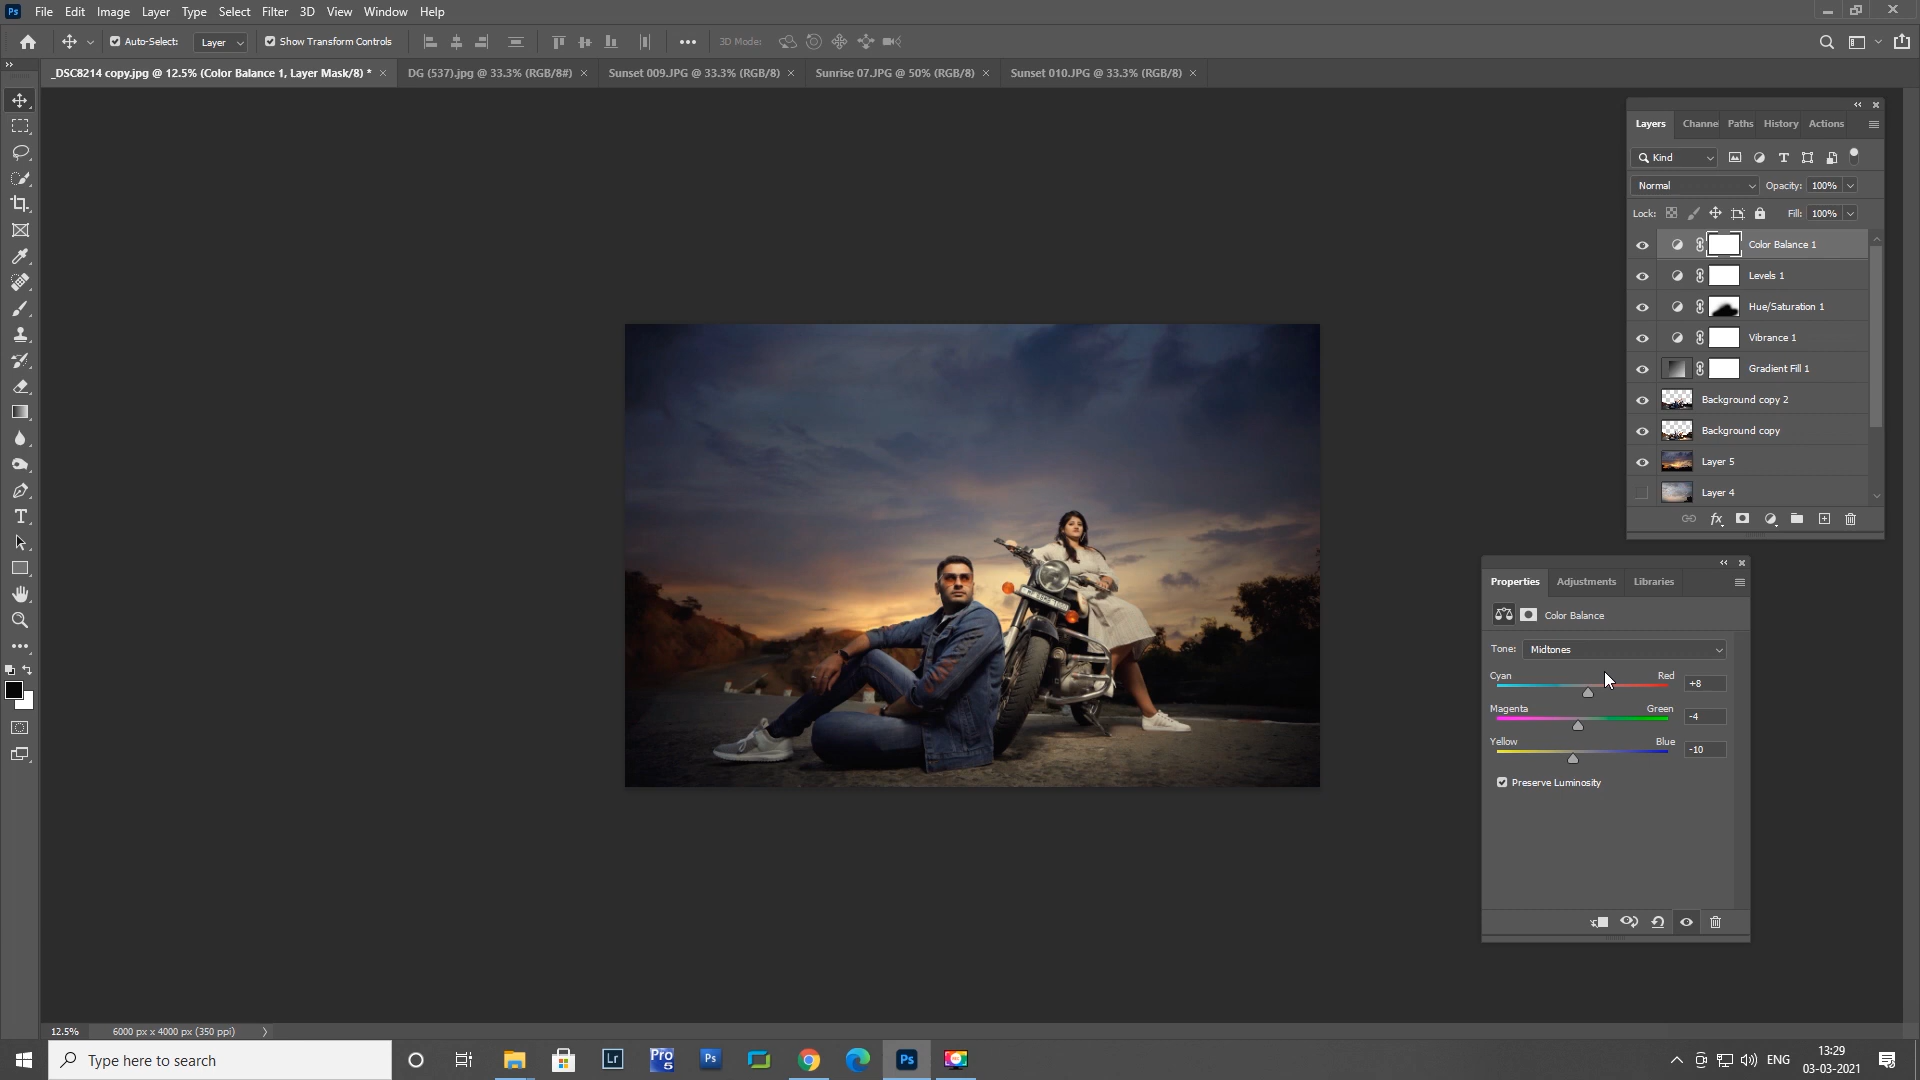 Ps File Edit Image Layer Type Select Filter 3D View Window Help
Auto-Select: Layer Show Transform Controls 3D Mode:
_DSC8214 copy.jpg @ 12.5% (Color Balance 1, Layer Mask/8) * DG (537).jpg @ 33.3% (RGB/8#) Sunset 009.JPG @ 33.3% (RGB/8) Sunrise 07.JPG @ 50% (RGB/8) Sunset 010.JPG @ 33.3% (RGB/8)
Layers Channe Paths History Actions
Kind
Normal Opacity: 100%
Lock: Fill: 100%
Color Balance 1
Levels 1
Hue/Saturation 1
Vibrance 1
Gradient Fill 1
Background copy 2
Background copy
Layer 5
Layer 4
Properties Adjustments Libraries
Color Balance
Tone: Midtones
Cyan Red +8
Magenta Green -4
Yellow Blue -10
Preserve Luminosity
12.5% 6000 px x 4000 px (350 ppi)
Type here to search
Lr Pro 5 Ps Ps
ENG
13:29
03-03-2021